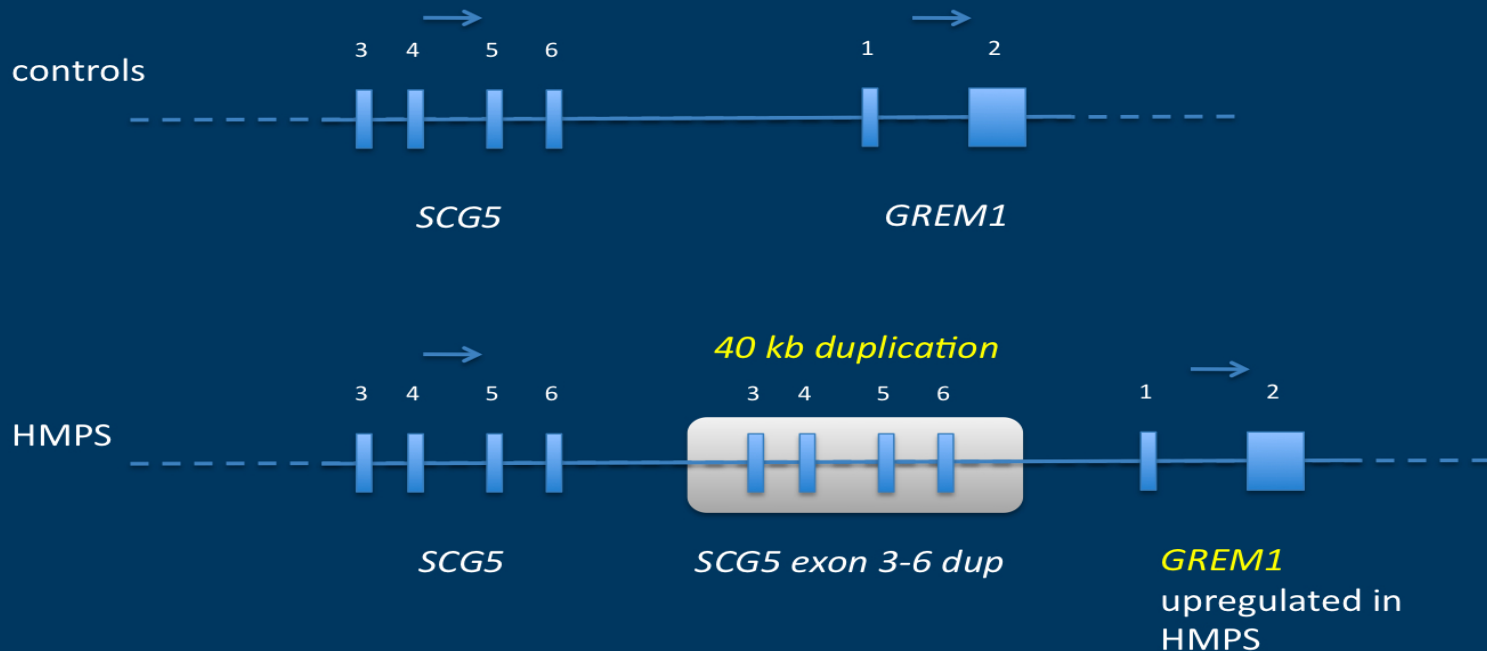 3 4 5 6 1 2
controls
SCG5 GREM1
40 kb duplication
3 4 5 6 3 4 5 6 1 2
HMPS
SCG5 SCG5 exon 3-6 dup GREM1
upregulated in
HMPS